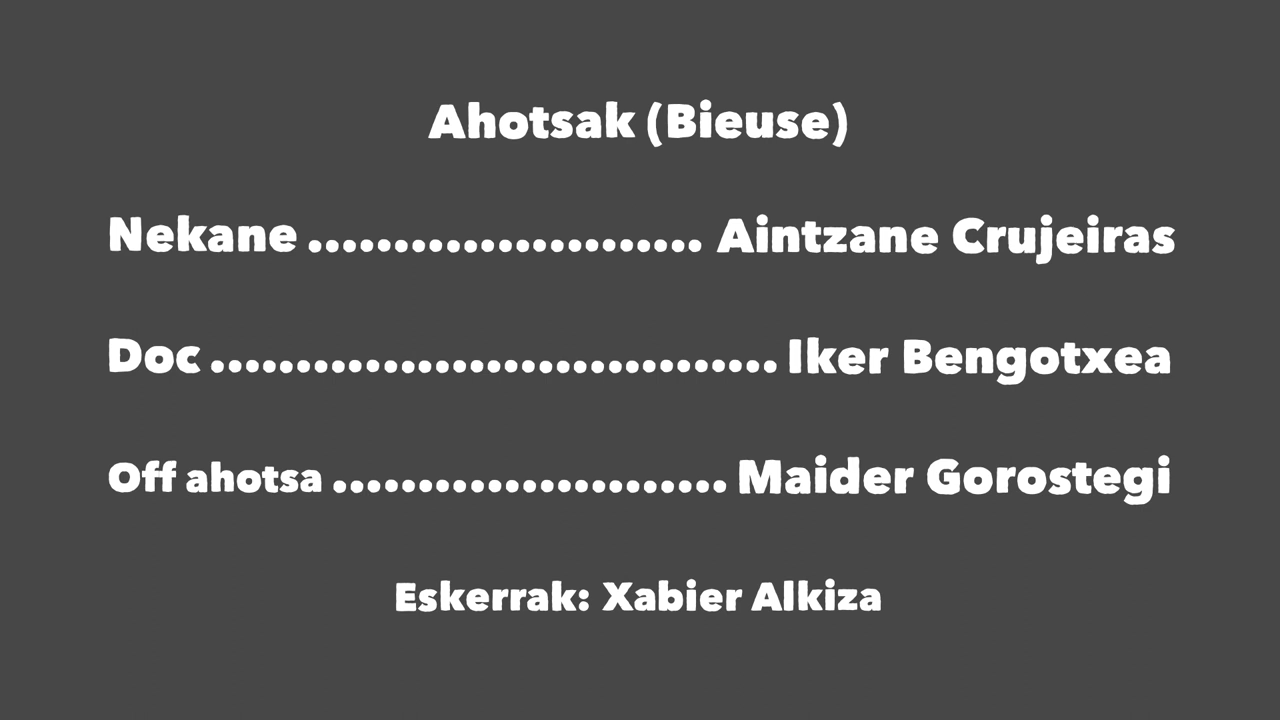 Ahotsak (Bieuse)
Nekane ....................... Aintzane Crujeiras
Doc ................................. Iker Bengotxea
Off ahotsa ....................... Maider Gorostegi
Eskerrak: Xabier Alkiza